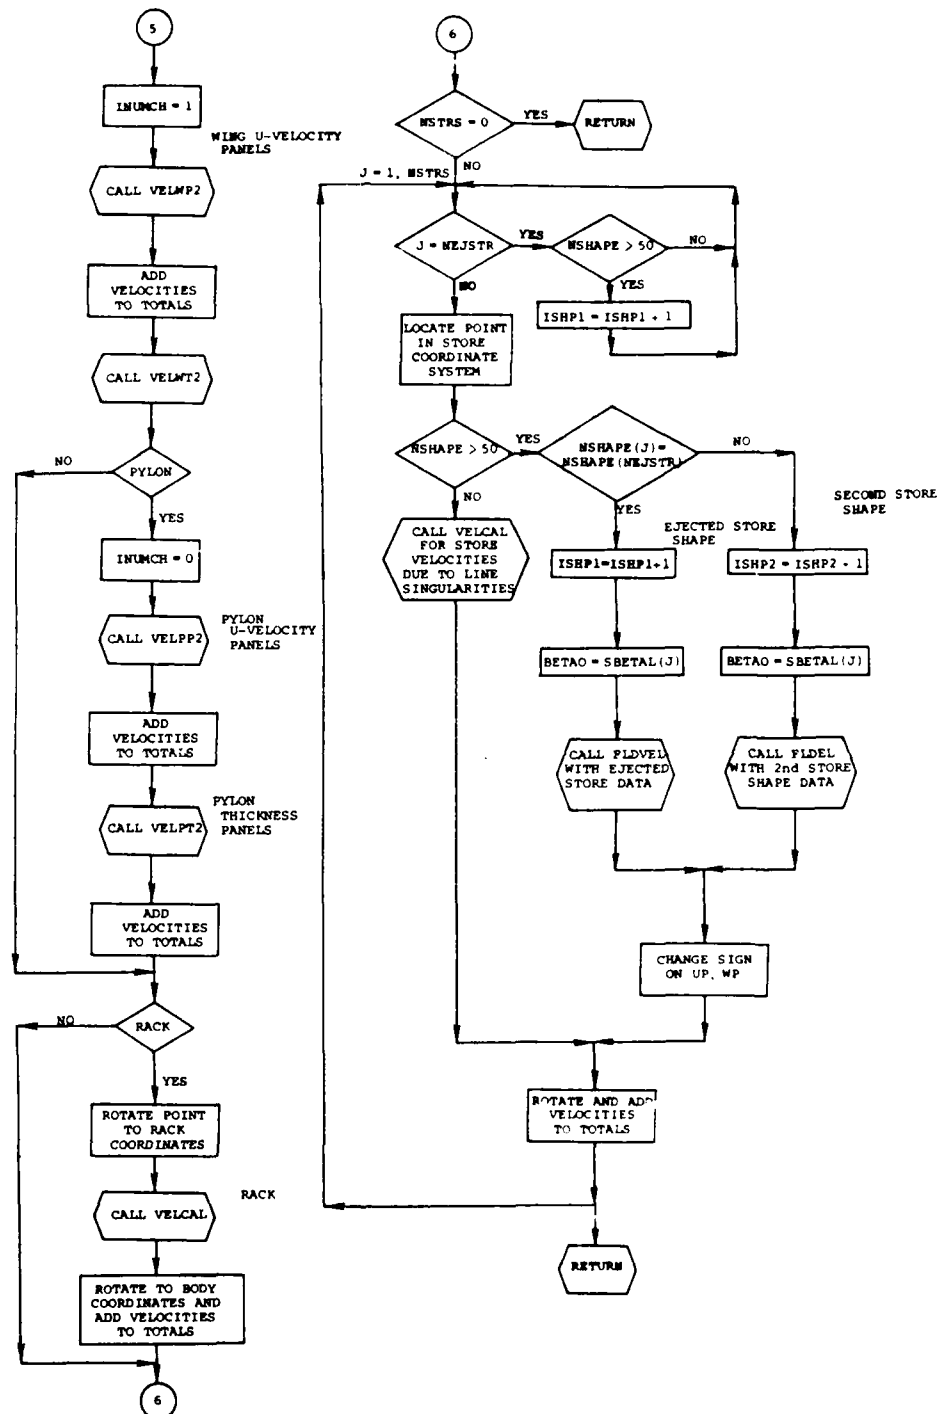 5
INUMCH = 1
WING U-VELOCITY
PANELS
CALL VELWP2
ADD
VELOCITIES
TO TOTALS
CALL VELWT2
NO
PYLON
YES
INUMCH = 0
CALL VELPP2
PYLON
U-VELOCITY
PANELS
ADD
VELOCITIES
TO TOTALS
CALL VELPT2
PYLON
THICKNESS
PANELS
ADD
VELOCITIES
TO TOTALS
NO
RACK
YES
ROTATE POINT
TO RACK
COORDINATES
RACK
CALL VELCAL
ROTATE TO BODY
COORDINATES AND
ADD VELOCITIES
TO TOTALS
6
6
NSTRS = 0
YES
RETURN
NO
J = 1, NSTRS
J = NEJSTR
YES
NSHAPE > 50
NO
YES
ISHP1 = ISHP1 + 1
NO
LOCATE POINT
IN STORE
COORDINATE
SYSTEM
NSHAPE > 50
YES
NSHAPE(J)=
NSHAPE(NEJSTR)
NO
NO
YES
CALL VELCAL
FOR STORE
VELOCITIES
DUE TO LINE
SINGULARITIES
EJECTED STORE
SHAPE
SECOND STORE
SHAPE
ISHP1=ISHP1+1
ISHP2 = ISHP2 - 1
BETAO = SBETAL(J)
BETAO = SBETAL(J)
CALL FLDVEL
WITH EJECTED
STORE DATA
CALL FLDEL
WITH 2nd STORE
SHAPE DATA
CHANGE SIGN
ON UP, WP
ROTATE AND ADD
VELOCITIES
TO TOTALS
RETURN